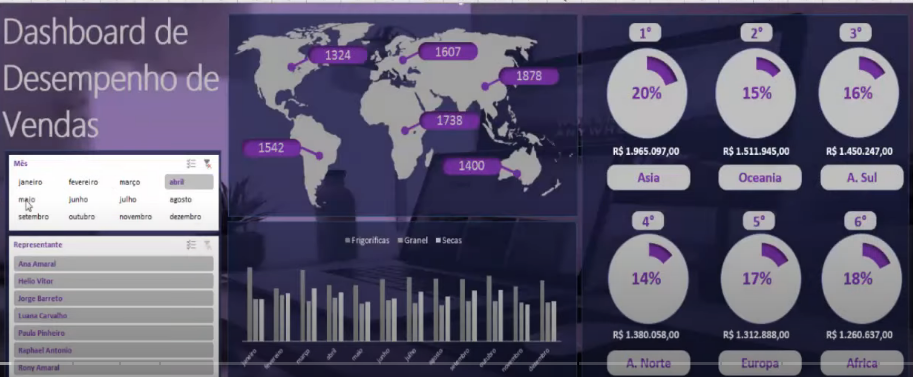 Dashboard de
Desempenho de
Vendas
Mês
janeiro fevereiro março abril
maio junho julho agosto
setembro outubro novembro dezembro
Representante
Ana Amaral
Helio Vitor
Jorge Barreto
Luana Carvalho
Paula Pinheiro
Raphael Antonio
Rony Amaral
1324
1607
1878
1738
1542
1400
Frigoríficas Granel Secas
janeiro fevereiro março abril maio junho julho agosto setembro outubro novembro dezembro
1° 2° 3°
20% 15% 16%
R$ 1.965.097,00 R$ 1.511.945,00 R$ 1.450.247,00
Asia Oceania A. Sul
4° 5° 6°
14% 17% 18%
R$ 1.380.058,00 R$ 1.312.888,00 R$ 1.260.637,00
A. Norte Europa Africa